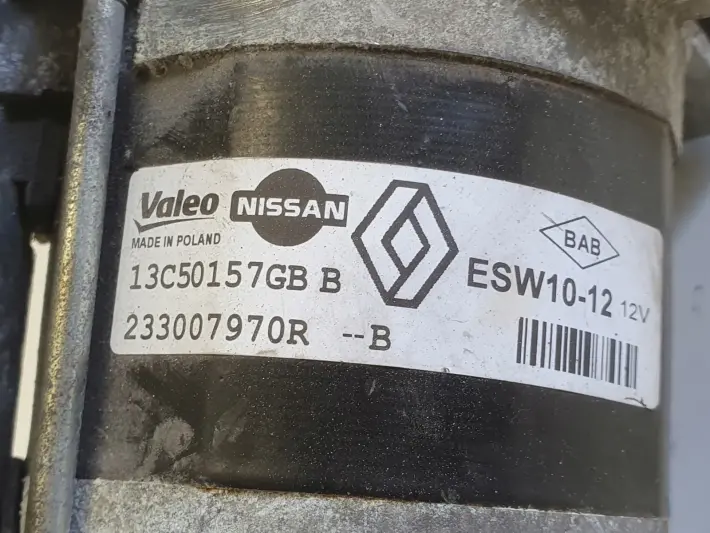 Valeo NISSAN
MADE IN POLAND
BAB
13C50157GB B
ESW10-12 12V
233007970R --B